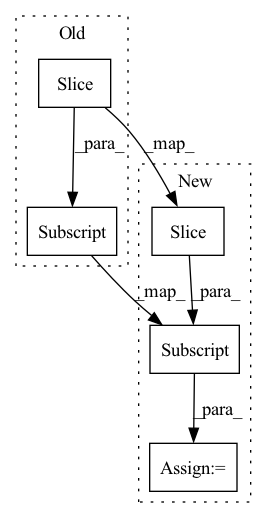 Old
Slice
_para_
_map_
New
Subscript
Slice
_map_
_para_
Subscript
_para_
Assign:=